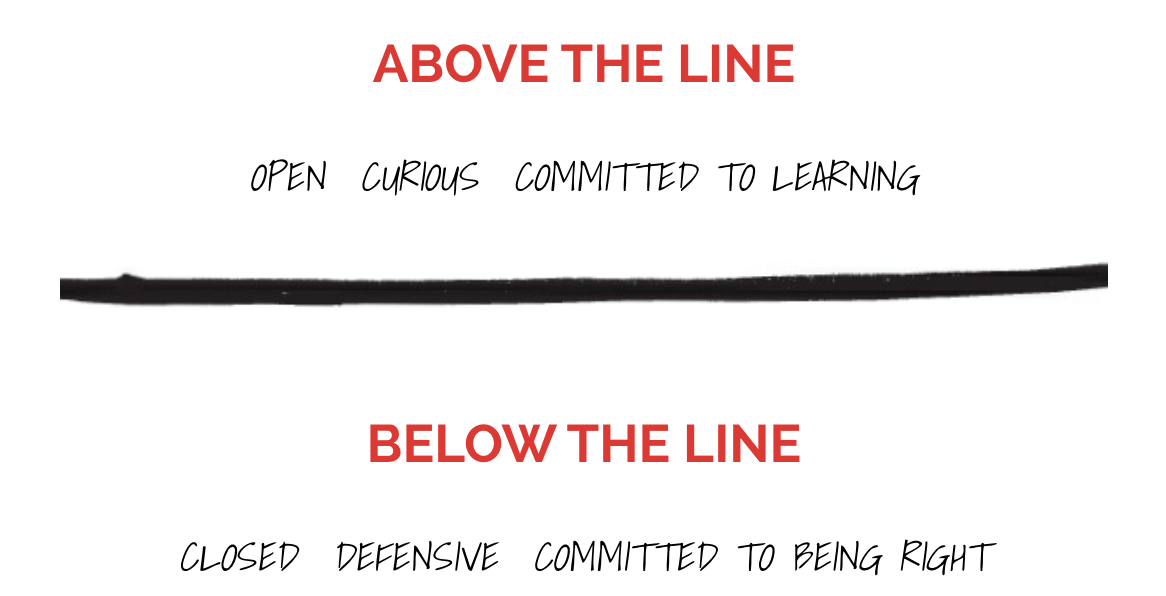 ABOVE THE LINE
OPEN CURIOUS COMMITTED TO LEARNING
BELOW THE LINE
CLOSED DEFENSIVE COMMITTED TO BEING RIGHT